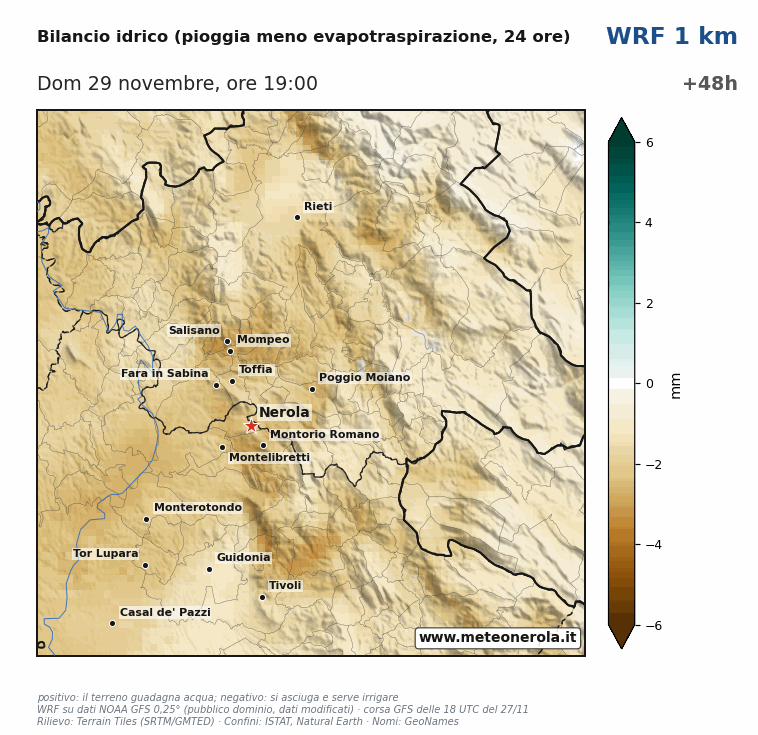 Bilancio idrico (pioggia meno evapotraspirazione, 24 ore)
WRF 1 km
Dom 29 novembre, ore 19:00
+48h
Rieti
Salisano
Mompeo
Fara in Sabina
Toffia
Poggio Moiano
Nerola
Montorio Romano
Montelibretti
Monterotondo
Tor Lupara
Guidonia
Tivoli
Casal de' Pazzi
www.meteonerola.it
6
4
2
0
−2
−4
−6
mm
positivo: il terreno guadagna acqua; negativo: si asciuga e serve irrigare
WRF su dati NOAA GFS 0,25° (pubblico dominio, dati modificati) · corsa GFS delle 18 UTC del 27/11
Rilievo: Terrain Tiles (SRTM/GMTED) · Confini: ISTAT, Natural Earth · Nomi: GeoNames